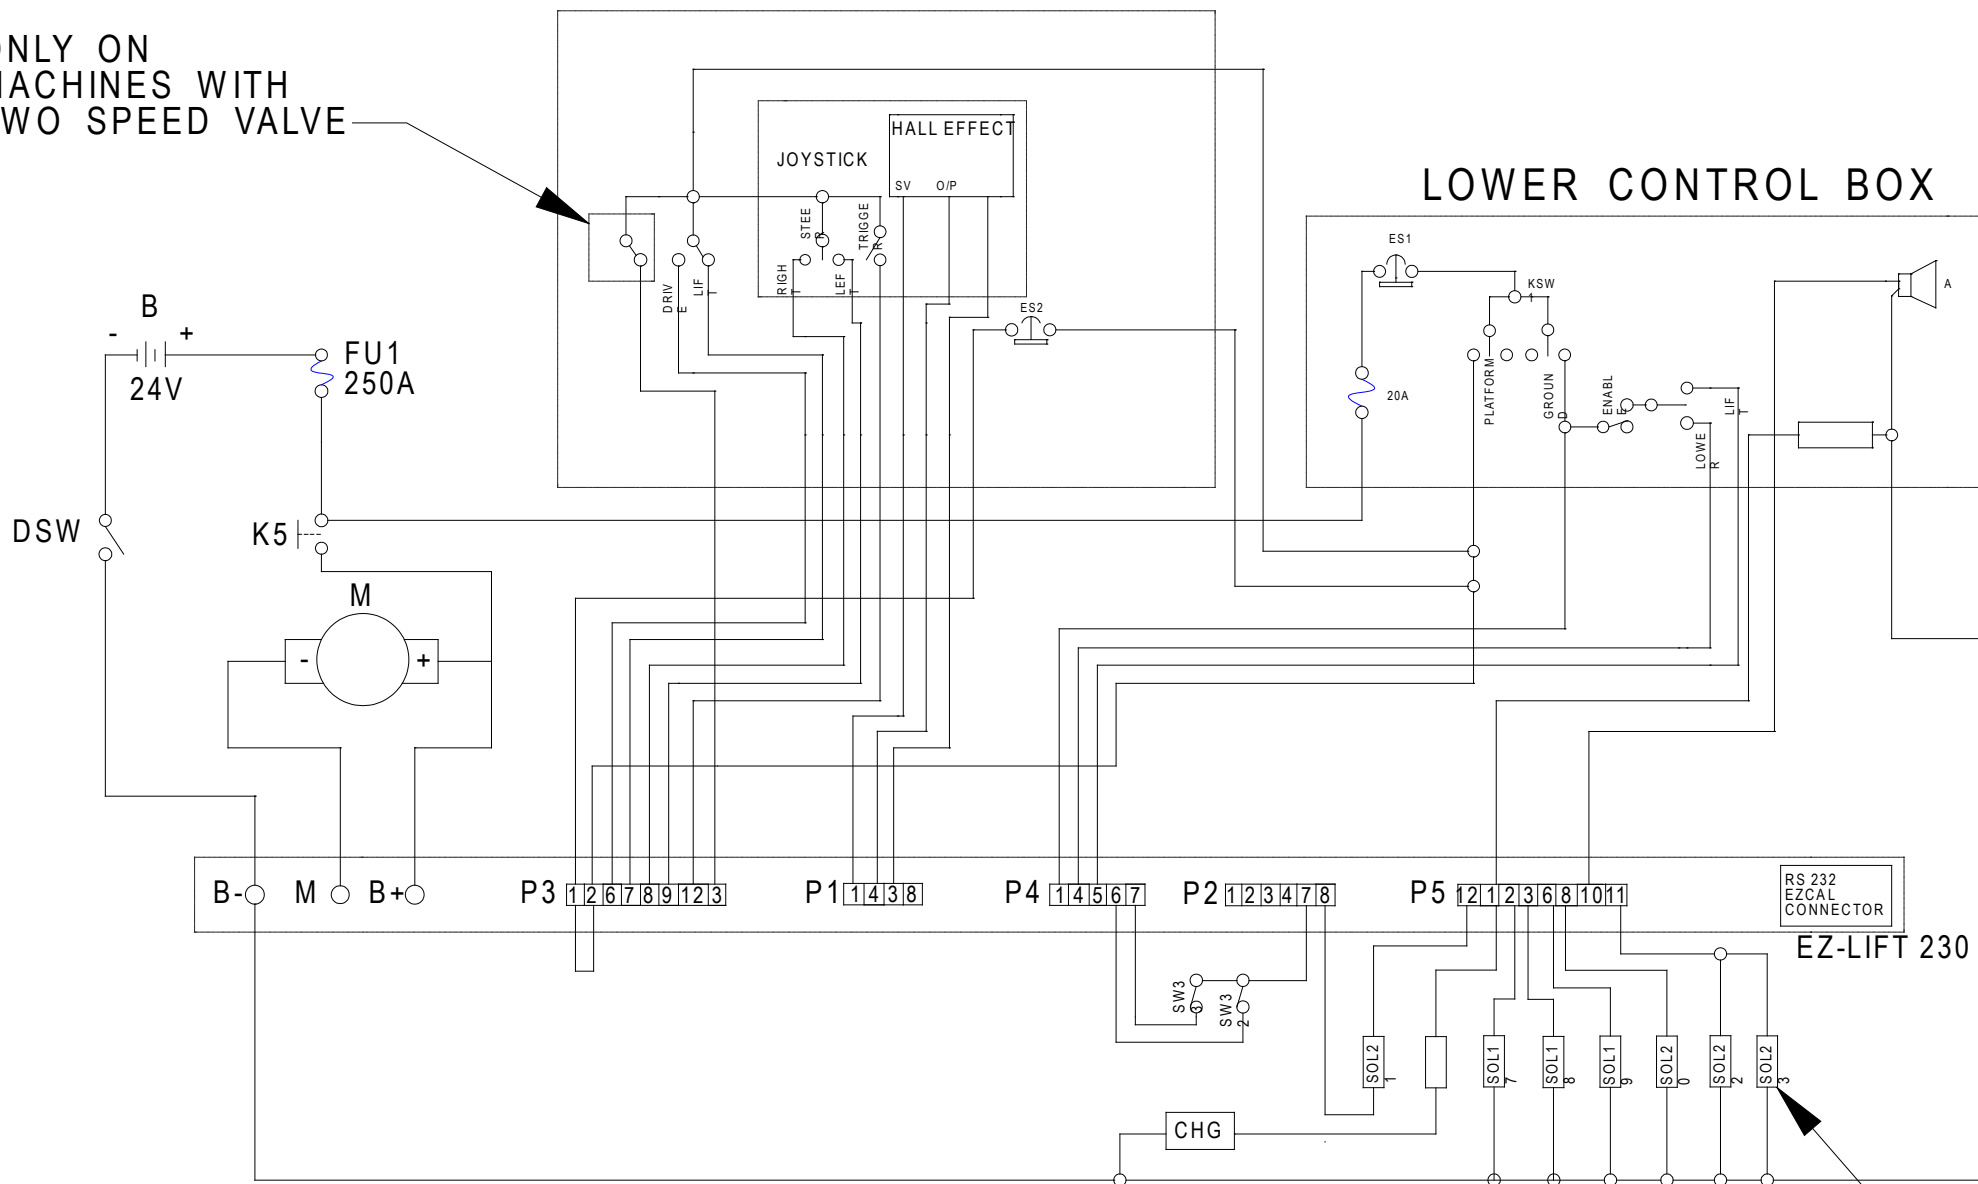 ONLY ON
MACHINES WITH
TWO SPEED VALVE
HALL EFFECT
JOYSTICK
SV O/P
STEE
R
TRIGGE
R
RIGH
T
LEF
T
DRIV
E
LIF
T
ES2
LOWER CONTROL BOX
ES1
KSW
1
A
20A
PLATFORM
GROUN
D
ENABL
E
LIF
T
LOWE
R
B
- +
24V
FU1
250A
DSW
K5
M
- +
B- M B+
P3 1 2 6 7 8 9 12 3
P1 1 4 3 8
P4 1 4 5 6 7
P2 1 2 3 4 7 8
P5 12 1 2 3 6 8 10 11
RS 232
EZCAL
CONNECTOR
EZ-LIFT 230
SW3
3
SW3
2
SOL2
1
SOL1
7
SOL1
8
SOL1
9
SOL2
0
SOL2
2
SOL2
3
CHG